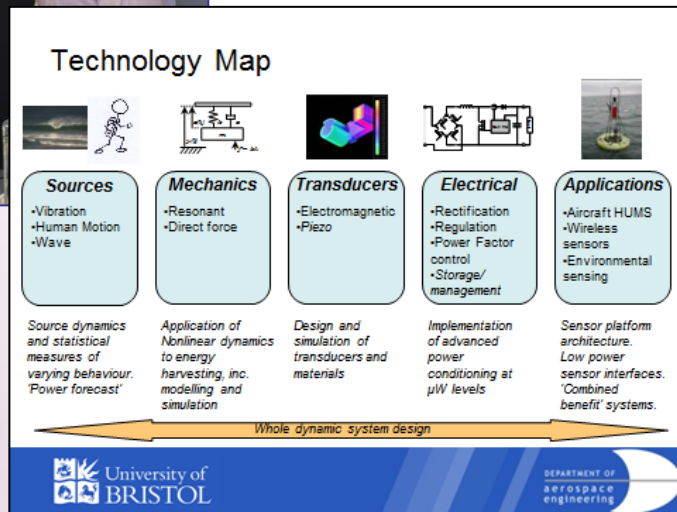 Technology Map
Sources
•Vibration
•Human Motion
•Wave
Mechanics
•Resonant
•Direct force
Transducers
•Electromagnetic
•Piezo
Electrical
•Rectification
•Regulation
•Power Factor
control
•Storage/
management
Applications
•Aircraft HUMS
•Wireless
sensors
•Environmental
sensing
Source dynamics
and statistical
measures of
varying behaviour.
'Power forecast'
Application of
Nonlinear dynamics
to energy
harvesting, inc.
modelling and
simulation
Design and
simulation of
transducers and
materials
Implementation
of advanced
power
conditioning at
µW levels
Sensor platform
architecture.
Low power
sensor interfaces.
'Combined
benefit' systems.
Whole dynamic system design
University of
BRISTOL
DEPARTMENT OF
aerospace
engineering